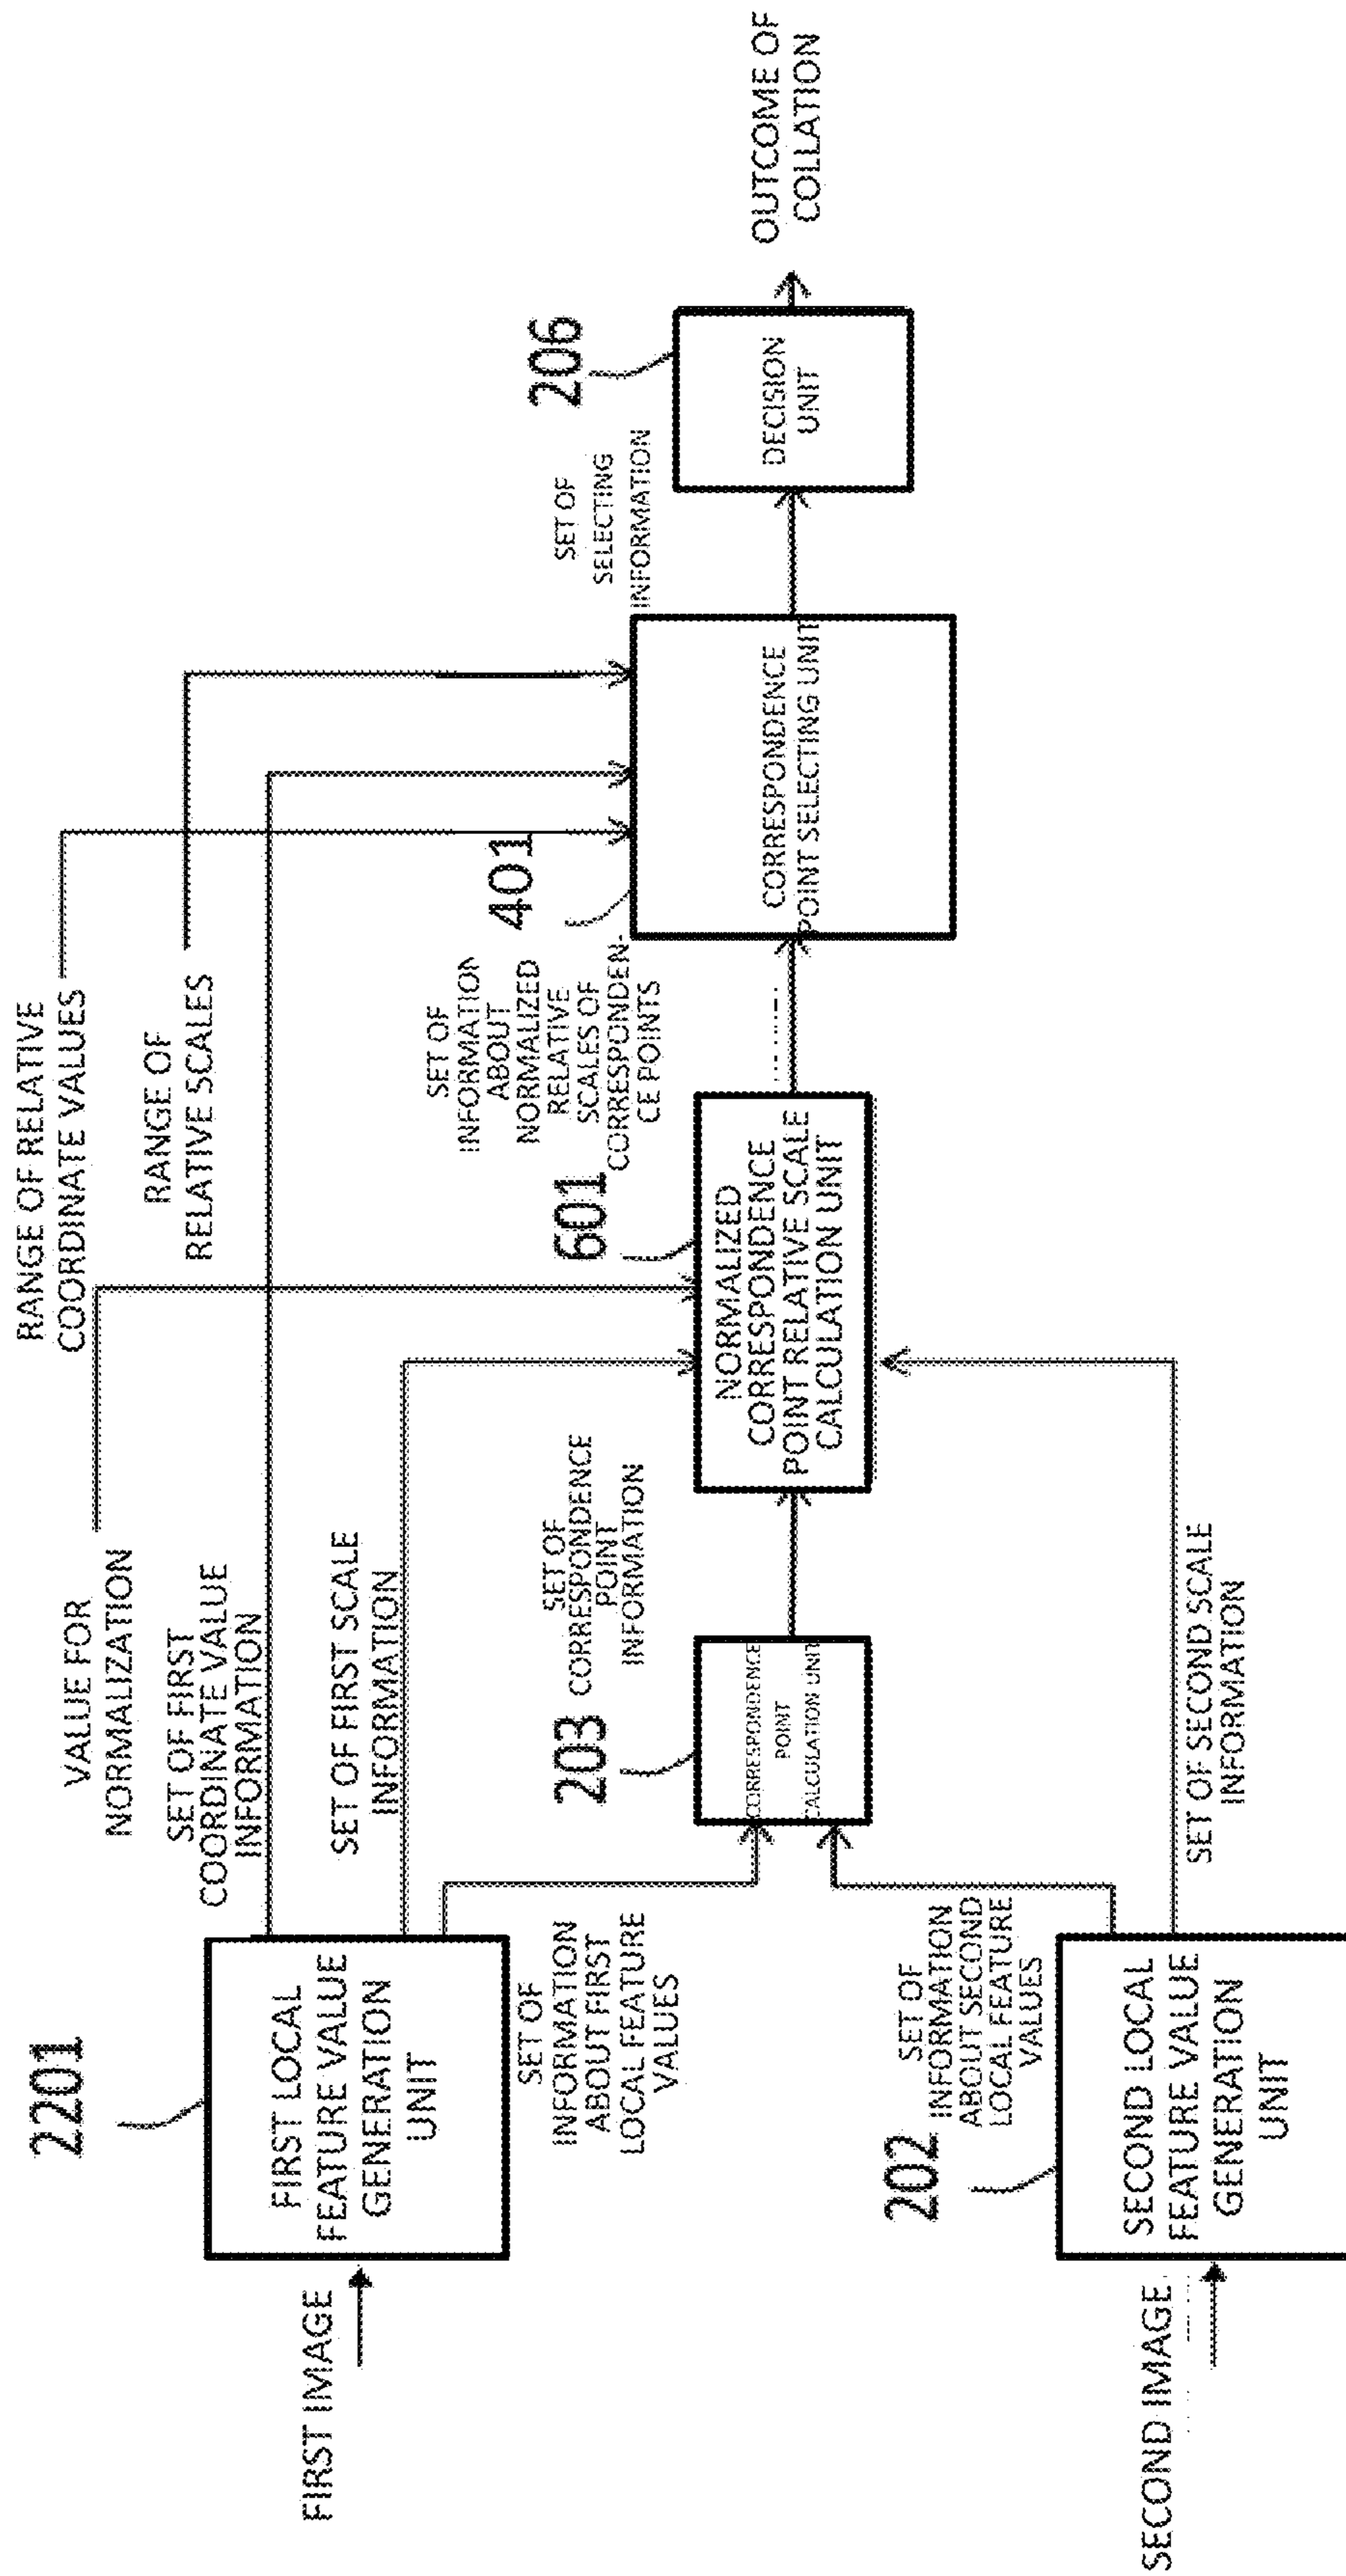 FIRST IMAGE
2201
FIRST LOCAL
FEATURE VALUE
GENERATION
UNIT
SECOND IMAGE
202
SECOND LOCAL
FEATURE VALUE
GENERATION
UNIT
VALUE FOR
NORMALIZATION
SET OF FIRST
COORDINATE VALUE
INFORMATION
SET OF FIRST SCALE
INFORMATION
SET OF
INFORMATION
ABOUT FIRST
LOCAL FEATURE
VALUES
SET OF
INFORMATION
ABOUT SECOND
LOCAL FEATURE
VALUES
SET OF SECOND SCALE
INFORMATION
203
CORRESPONDENCE
POINT
CALCULATION UNIT
SET OF
CORRESPONDENCE
POINT
INFORMATION
RANGE OF RELATIVE
COORDINATE VALUES
RANGE OF
RELATIVE SCALES
601
NORMALIZED
CORRESPONDENCE
POINT RELATIVE SCALE
CALCULATION UNIT
SET OF
INFORMATION
ABOUT
NORMALIZED
RELATIVE
SCALES OF
CORRESPONDEN-
CE POINTS
401
CORRESPONDENCE
POINT SELECTING UNIT
SET OF
SELECTING
INFORMATION
206
DECISION
UNIT
OUTCOME OF
COLLATION